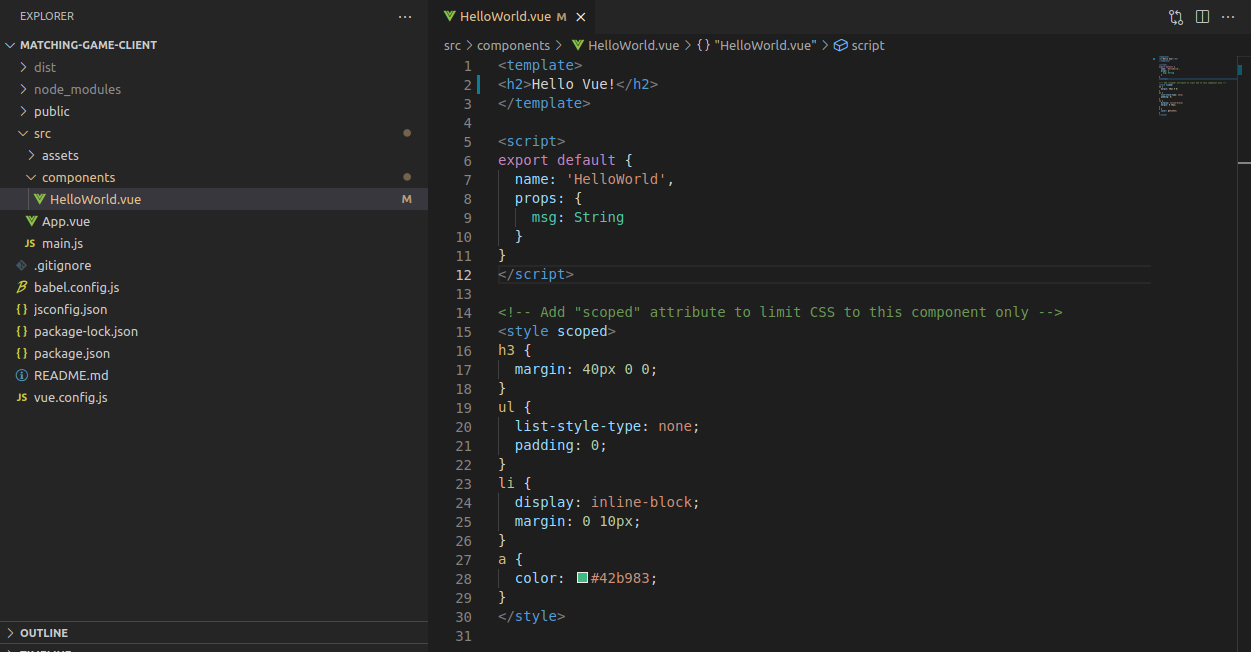 EXPLORER
MATCHING-GAME-CLIENT
dist
node_modules
public
src
assets
components
HelloWorld.vue M
App.vue
JS main.js
.gitignore
babel.config.js
{} jsconfig.json
{} package-lock.json
{} package.json
README.md
JS vue.config.js
OUTLINE
HelloWorld.vue M
src > components > HelloWorld.vue > {} "HelloWorld.vue" > script
1 <template>
2 <h2>Hello Vue!</h2>
3 </template>
4
5 <script>
6 export default {
7 name: 'HelloWorld',
8 props: {
9 msg: String
10 }
11 }
12 </script>
13
14 <!-- Add "scoped" attribute to limit CSS to this component only -->
15 <style scoped>
16 h3 {
17 margin: 40px 0 0;
18 }
19 ul {
20 list-style-type: none;
21 padding: 0;
22 }
23 li {
24 display: inline-block;
25 margin: 0 10px;
26 }
27 a {
28 color: #42b983;
29 }
30 </style>
31